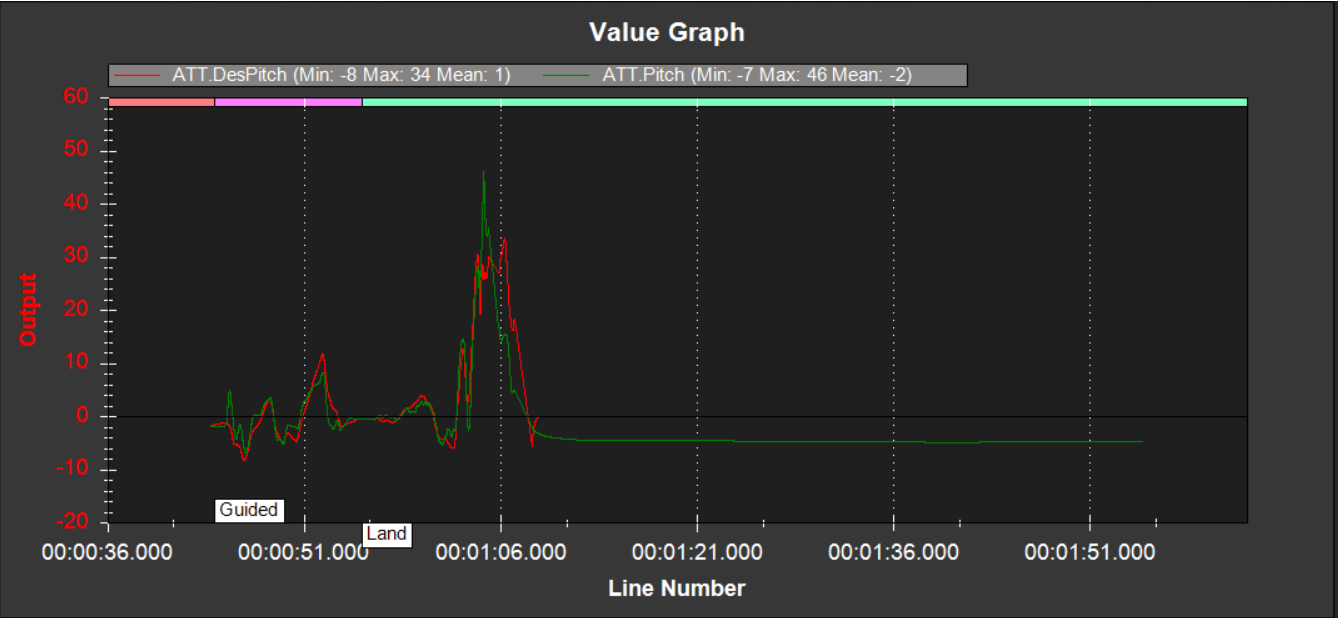 Value Graph
ATT.DesPitch (Min: -8 Max: 34 Mean: 1) ATT.Pitch (Min: -7 Max: 46 Mean: -2)
60
50
40
30
20
10
0
-10
-20
Output
Guided
Land
00:00:36.000 00:00:51.000 00:01:06.000 00:01:21.000 00:01:36.000 00:01:51.000
Line Number